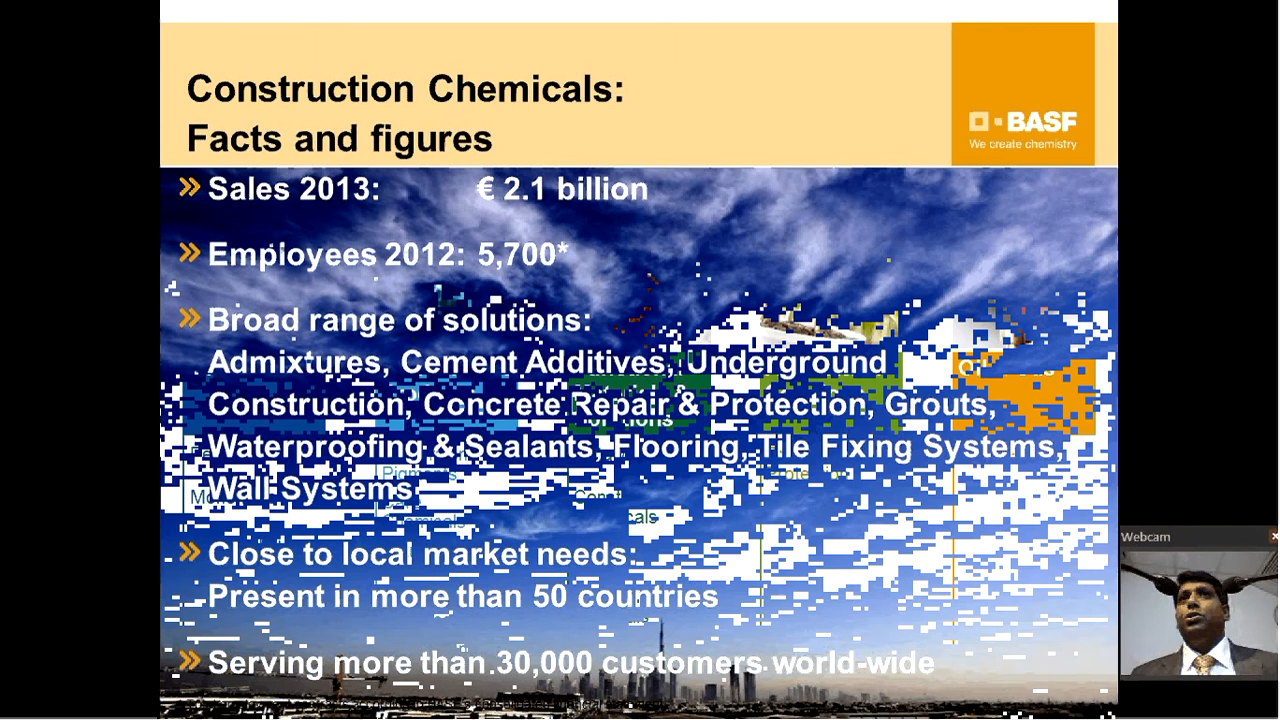 Construction Chemicals:
Facts and figures
BASF
We create chemistry
Sales 2013: € 2.1 billion
Employees 2012: 5,700*
Broad range of solutions:
Admixtures, Cement Additives, Underground
Construction, Concrete Repair & Protection, Grouts,
Waterproofing & Sealants, Flooring, Tile Fixing Systems,
Wall Systems
Close to local market needs:
Present in more than 50 countries
Serving more than 30,000 customers world-wide
Webcam